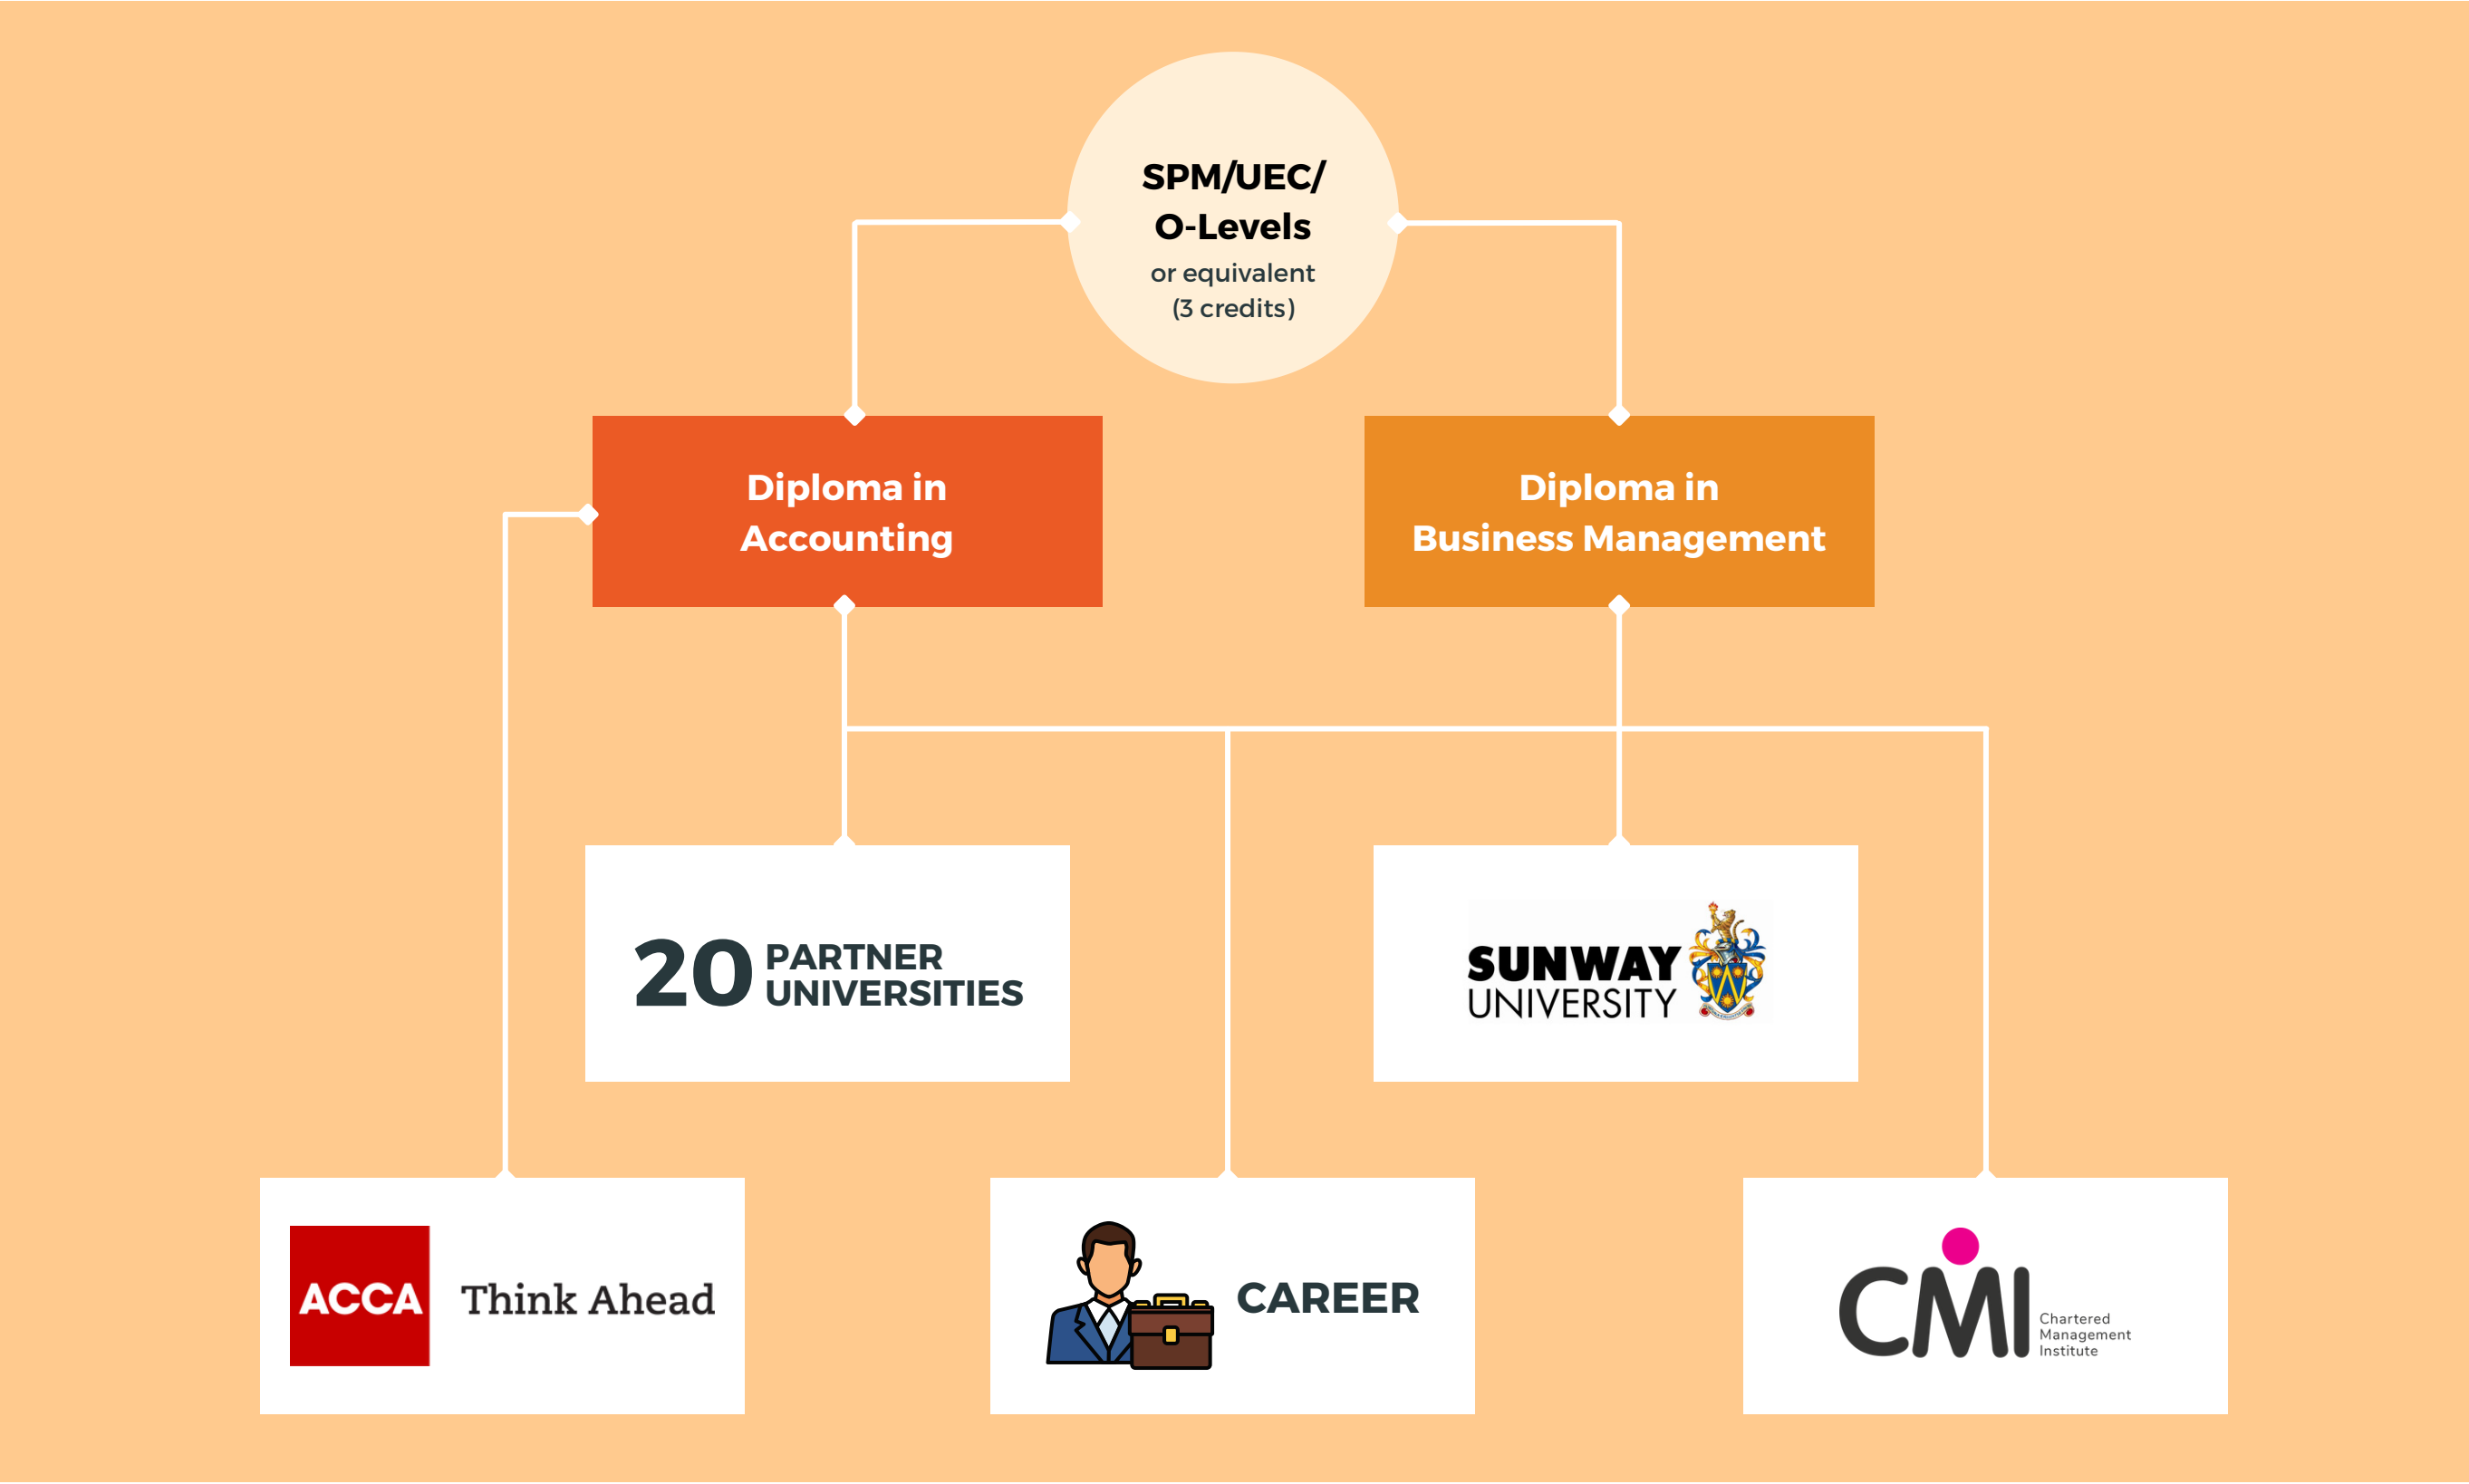 SPM/UEC/
O-Levels
or equivalent
(3 credits)
Diploma in
Accounting
Diploma in
Business Management
20 PARTNER
UNIVERSITIES
SUNWAY
UNIVERSITY
ACCA Think Ahead
CAREER
CMI Chartered
Management
Institute